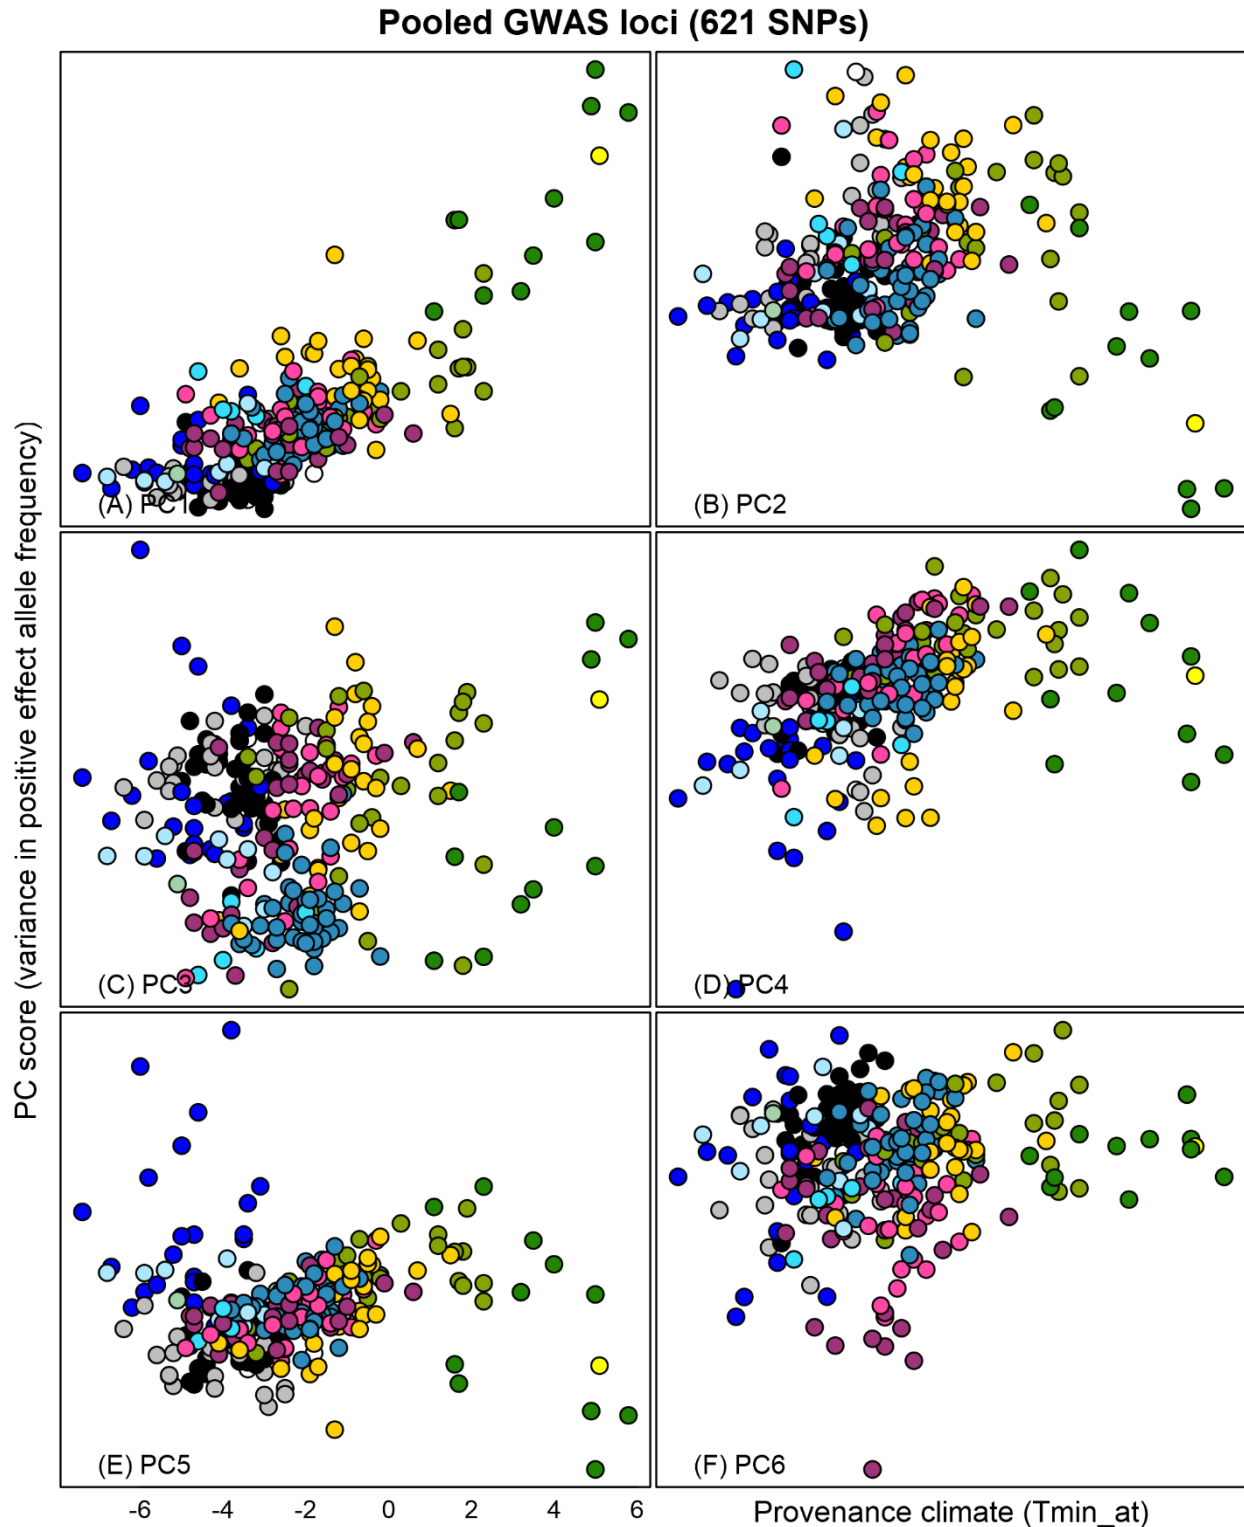 Pooled GWAS loci (621 SNPs)
PC score (variance in positive effect allele frequency)
(A) PC1
(B) PC2
(C) PC3
(D) PC4
(E) PC5
(F) PC6
-6 -4 -2 0 2 4 6
Provenance climate (Tmin_at)